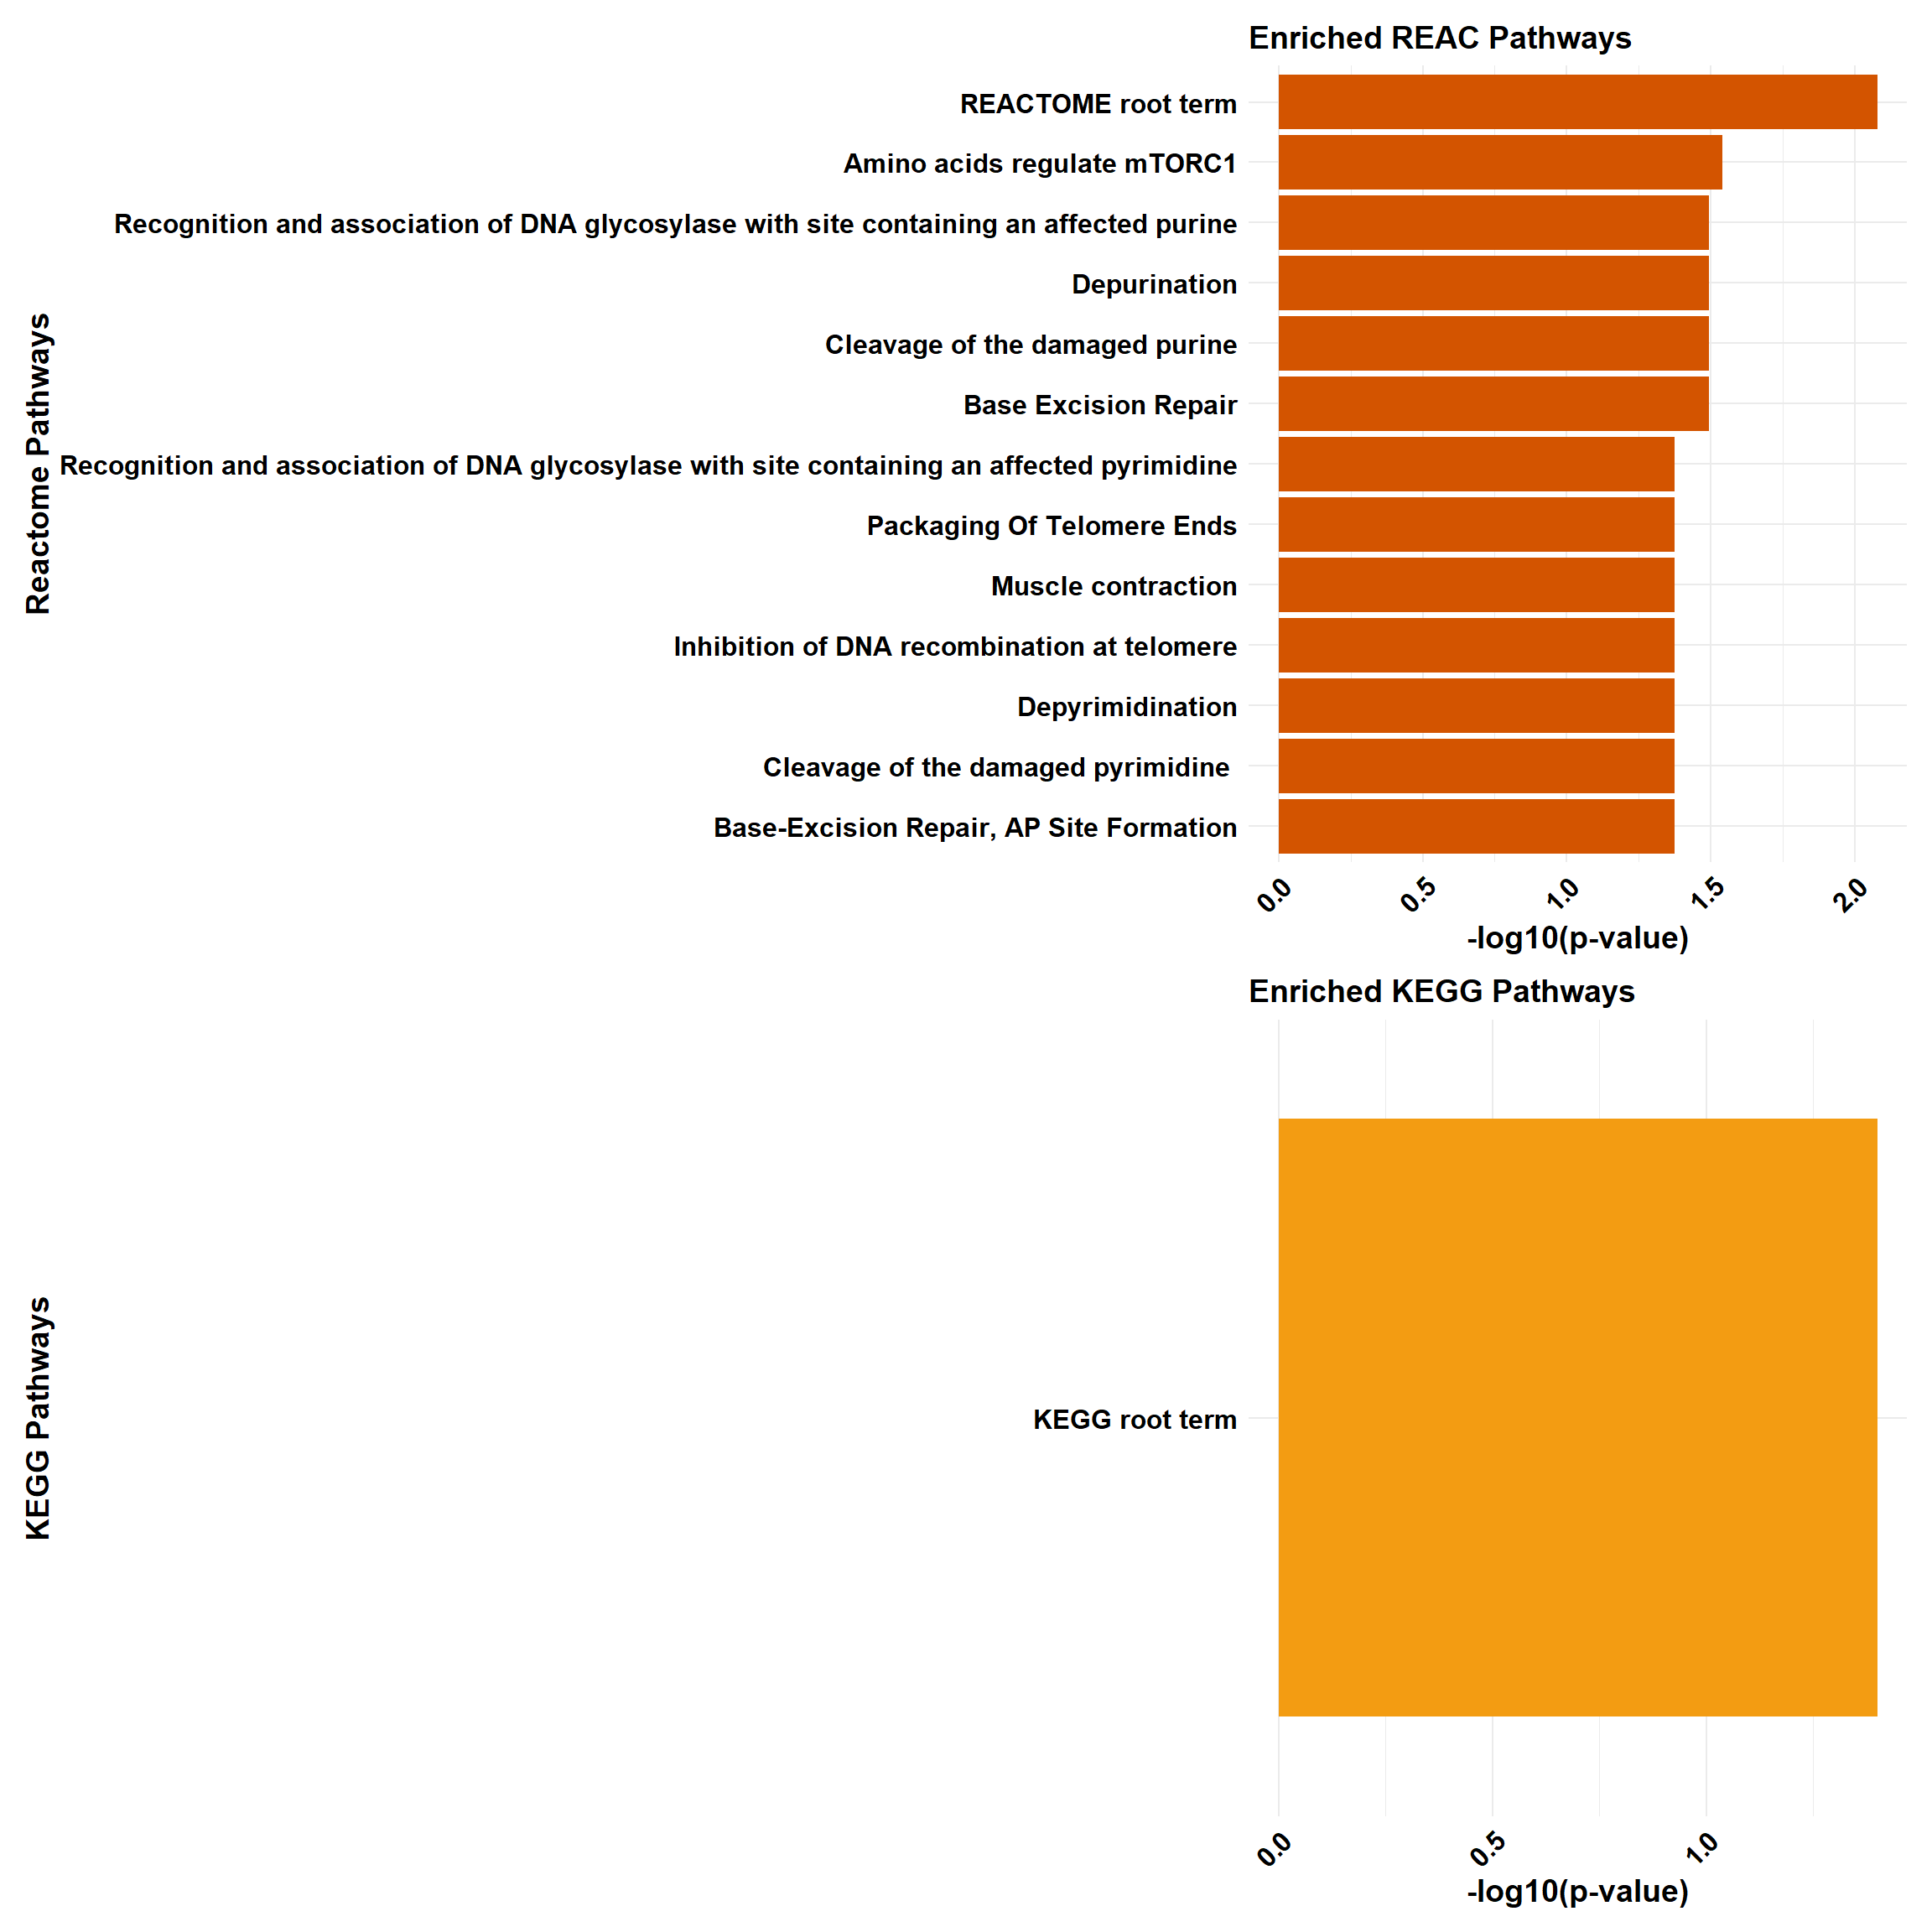 Enriched REAC Pathways
Reactome Pathways
REACTOME root term
Amino acids regulate mTORC1
Recognition and association of DNA glycosylase with site containing an affected purine
Depurination
Cleavage of the damaged purine
Base Excision Repair
Recognition and association of DNA glycosylase with site containing an affected pyrimidine
Packaging Of Telomere Ends
Muscle contraction
Inhibition of DNA recombination at telomere
Depyrimidination
Cleavage of the damaged pyrimidine
Base-Excision Repair, AP Site Formation
0.0 0.5 1.0 1.5 2.0
-log10(p-value)
Enriched KEGG Pathways
KEGG Pathways
KEGG root term
0.0 0.5 1.0
-log10(p-value)